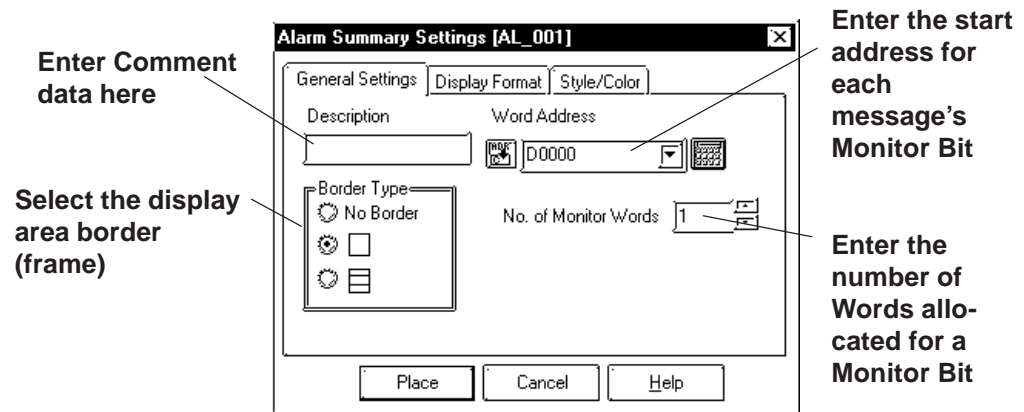 Alarm Summary Settings [AL_001]
Enter Comment
data here
General Settings
Display Format
Style/Color
Description
Word Address
D0000
Enter the start
address for
each
message's
Monitor Bit
Select the display
area border
(frame)
Border Type
No Border
No. of Monitor Words
1
Enter the
number of
Words allo-
cated for a
Monitor Bit
Place
Cancel
Help